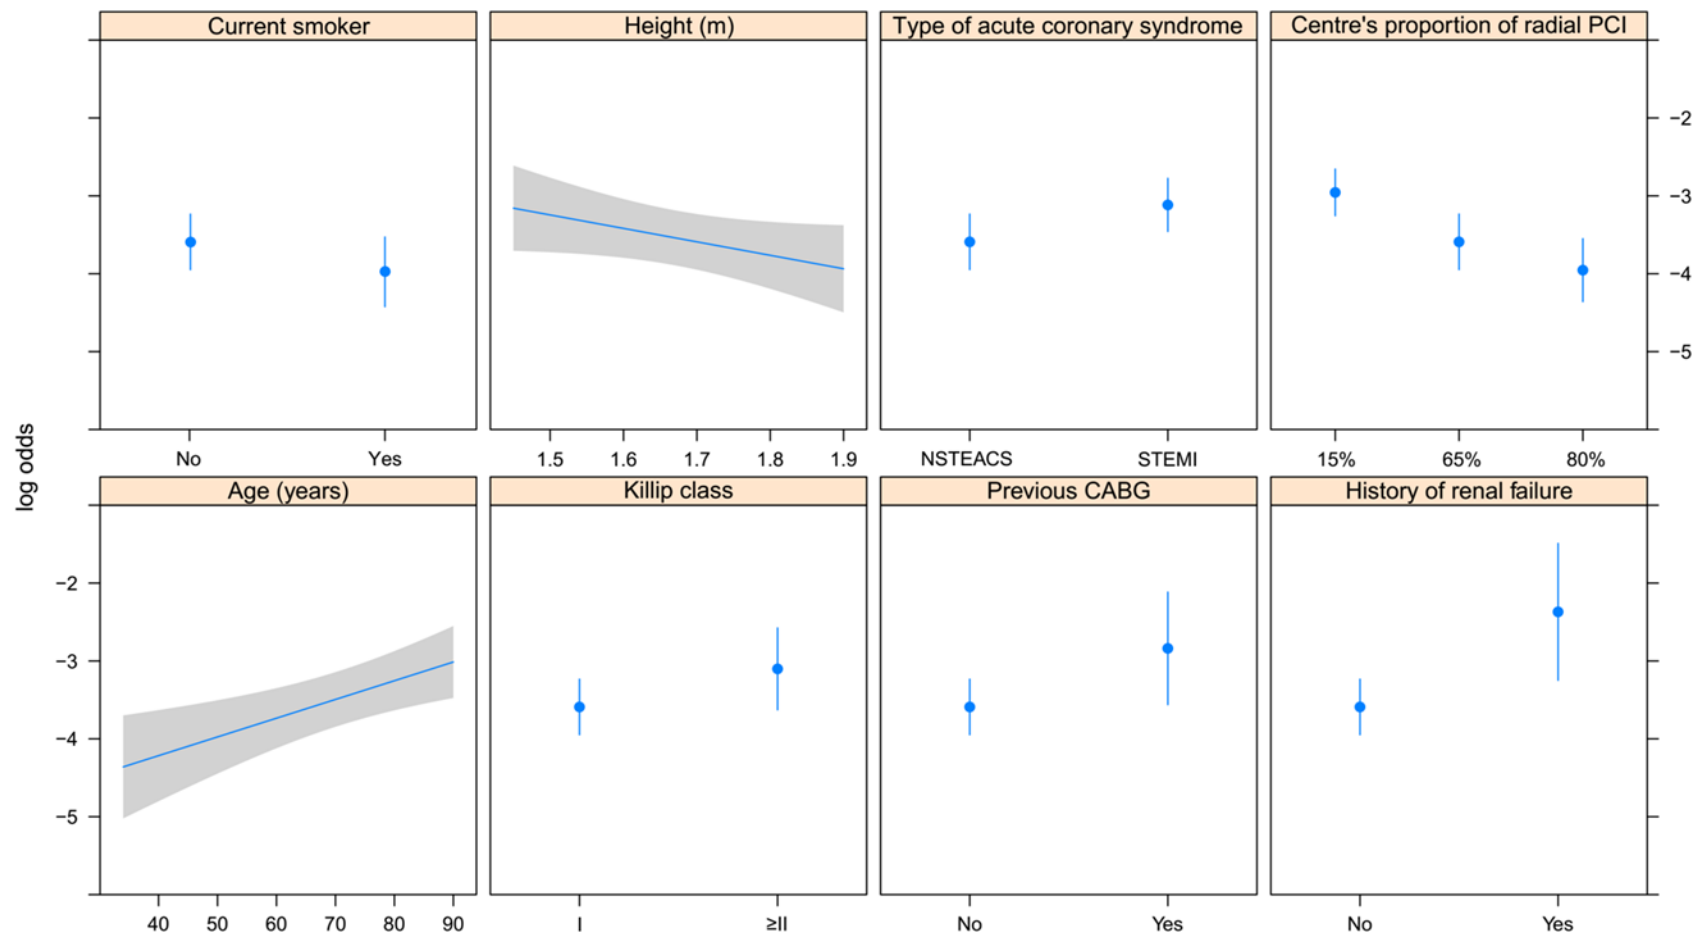 Current smoker
Height (m)
Type of acute coronary syndrome
Centre's proportion of radial PCI
−2
−3
−4
−5
No Yes
1.5 1.6 1.7 1.8 1.9
NSTEACS STEMI
15% 65% 80%
log odds
Age (years)
Killip class
Previous CABG
History of renal failure
−2
−3
−4
−5
40 50 60 70 80 90
I ≥II
No Yes
No Yes